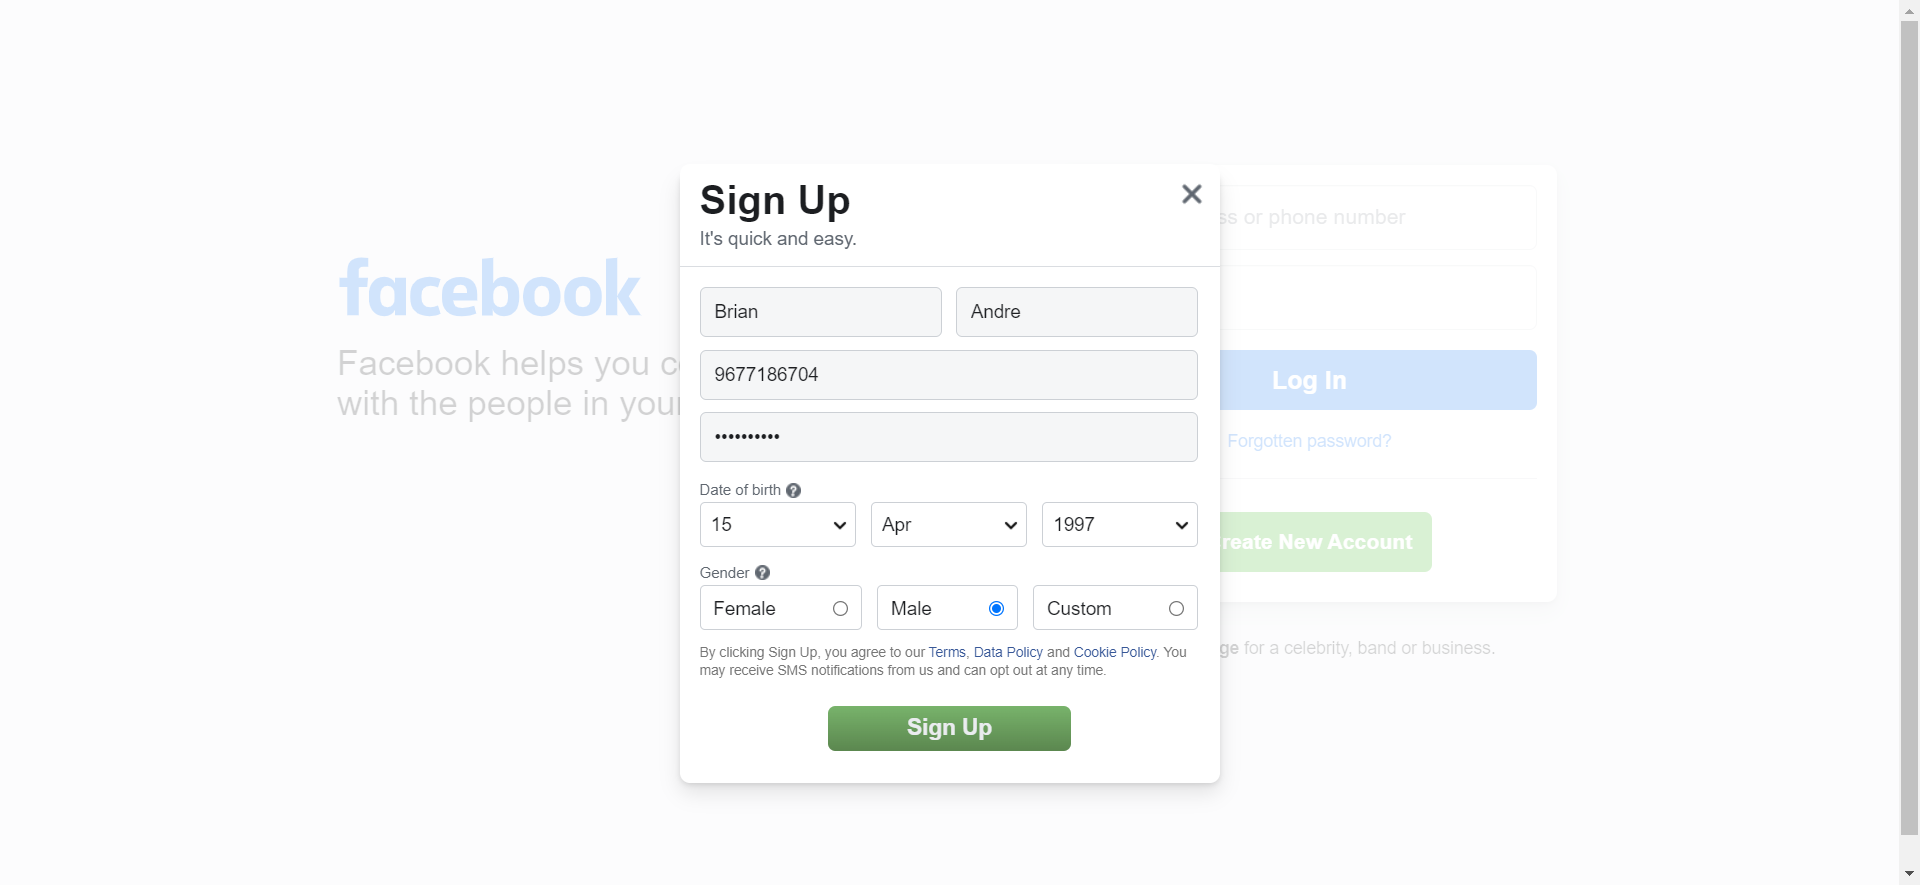 Sign Up
It's quick and easy.
facebook
Facebook helps you c
with the people in your
Brian Andre
9677186704
••••••••••
Date of birth ?
15 Apr 1997
Gender ?
Female Male Custom
By clicking Sign Up, you agree to our Terms, Data Policy and Cookie Policy. You
may receive SMS notifications from us and can opt out at any time.
Sign Up
ss or phone number
Log In
Forgotten password?
reate New Account
ge for a celebrity, band or business.